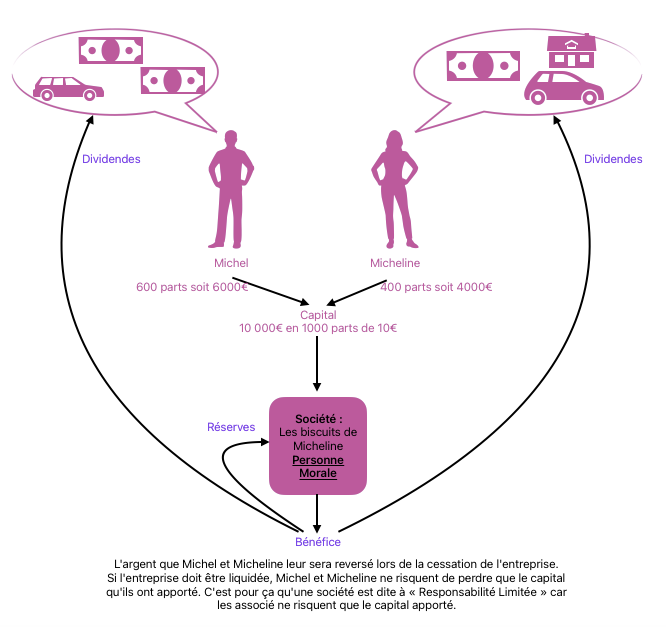 Dividendes
Dividendes
Michel
Micheline
600 parts soit 6000€
400 parts soit 4000€
Capital
10 000€ en 1000 parts de 10€
Réserves
Société :
Les biscuits de
Micheline
Personne
Morale
Bénéfice
L'argent que Michel et Micheline leur sera reversé lors de la cessation de l'entreprise.
Si l'entreprise doit être liquidée, Michel et Micheline ne risquent de perdre que le capital
qu'ils ont apporté. C'est pour ça qu'une société est dite à « Responsabilité Limitée » car
les associé ne risquent que le capital apporté.